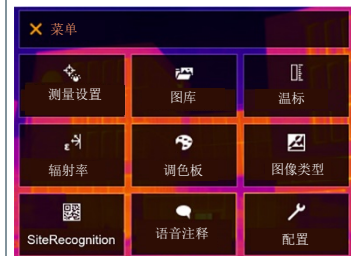 菜单
测量设置
图库
温标
辐射率
调色板
图像类型
SiteRecognition
语音注释
配置